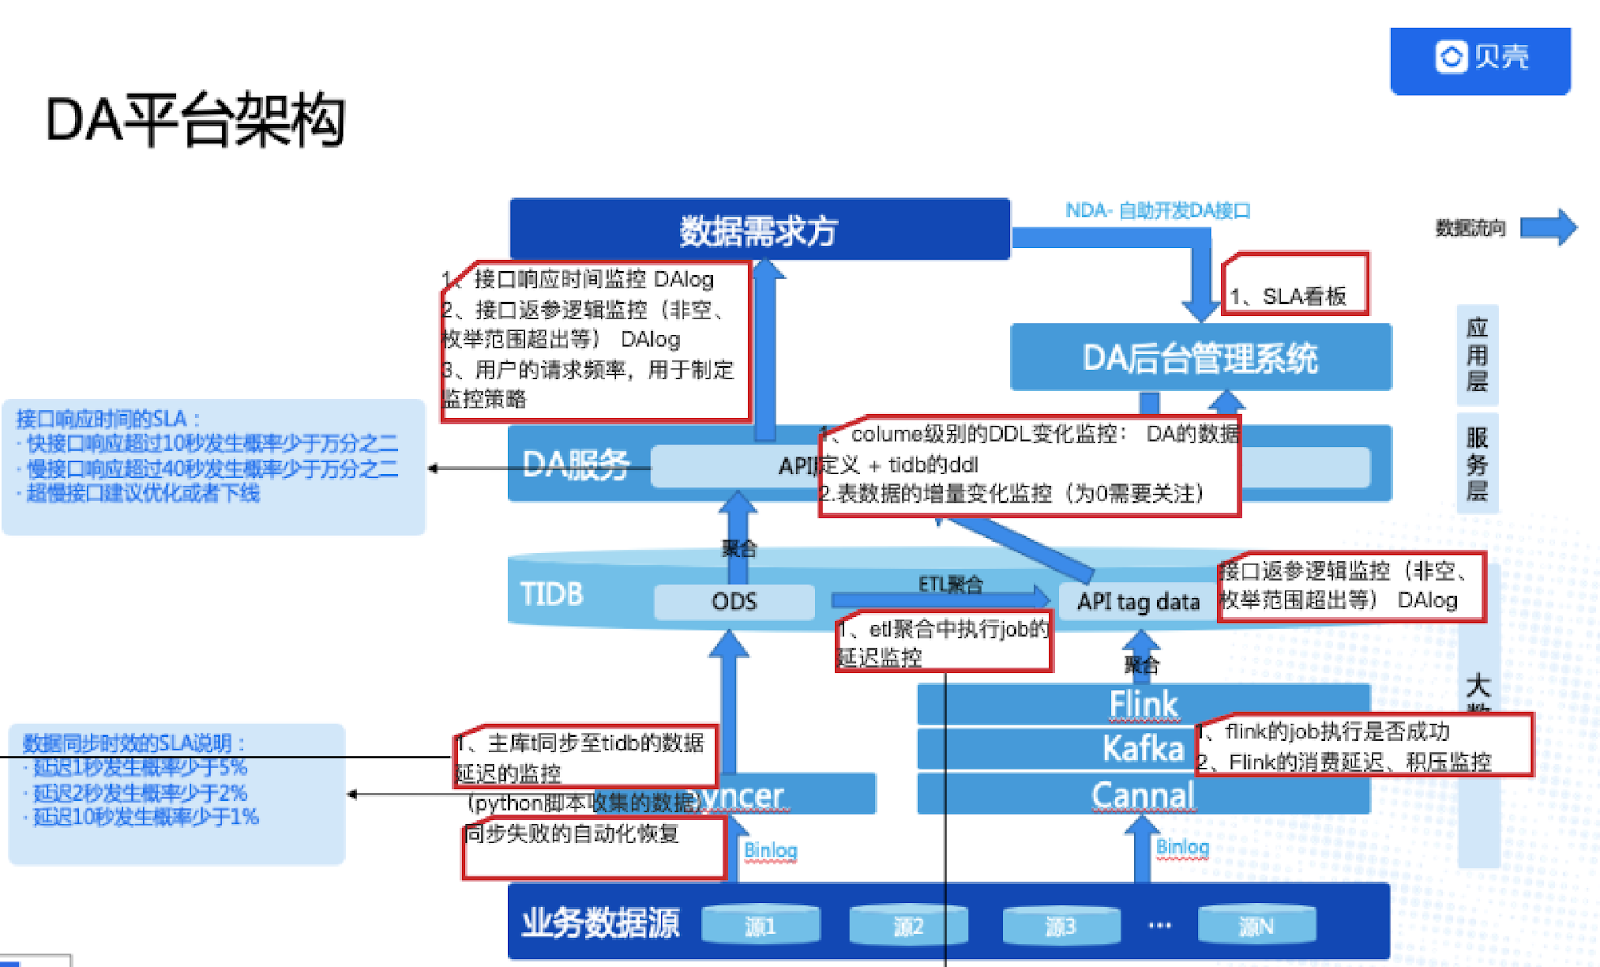 贝壳
DA平台架构
数据需求方
NDA- 自助开发DA接口
数据流向
1、接口响应时间监控 DAlog
2、接口返参逻辑监控（非空、
枚举范围超出等） DAlog
3、用户的请求频率，用于制定
监控策略
1、SLA看板
DA后台管理系统
应用层
接口响应时间的SLA：
· 快接口响应超过10秒发生概率少于万分之二
· 慢接口响应超过40秒发生概率少于万分之二
· 超慢接口建议优化或者下线
DA服务
API
1、colume级别的DDL变化监控： DA的数据
定义 + tidb的ddl
2.表数据的增量变化监控（为0需要关注）
服务层
聚合
TIDB
ODS
ETL聚合
API tag data
接口返参逻辑监控（非空、
枚举范围超出等） DAlog
1、etl聚合中执行job的
延迟监控
聚合
Flink
Kafka
Cannal
1、flink的job执行是否成功
2、Flink的消费延迟、积压监控
大
数据同步时效的SLA说明：
· 延迟1秒发生概率少于5%
· 延迟2秒发生概率少于2%
· 延迟10秒发生概率少于1%
1、主库t同步至tidb的数据
延迟的监控
（python脚本收集的数据）
yncer
同步失败的自动化恢复
Binlog
Binlog
业务数据源
源1
源2
源3
···
源N